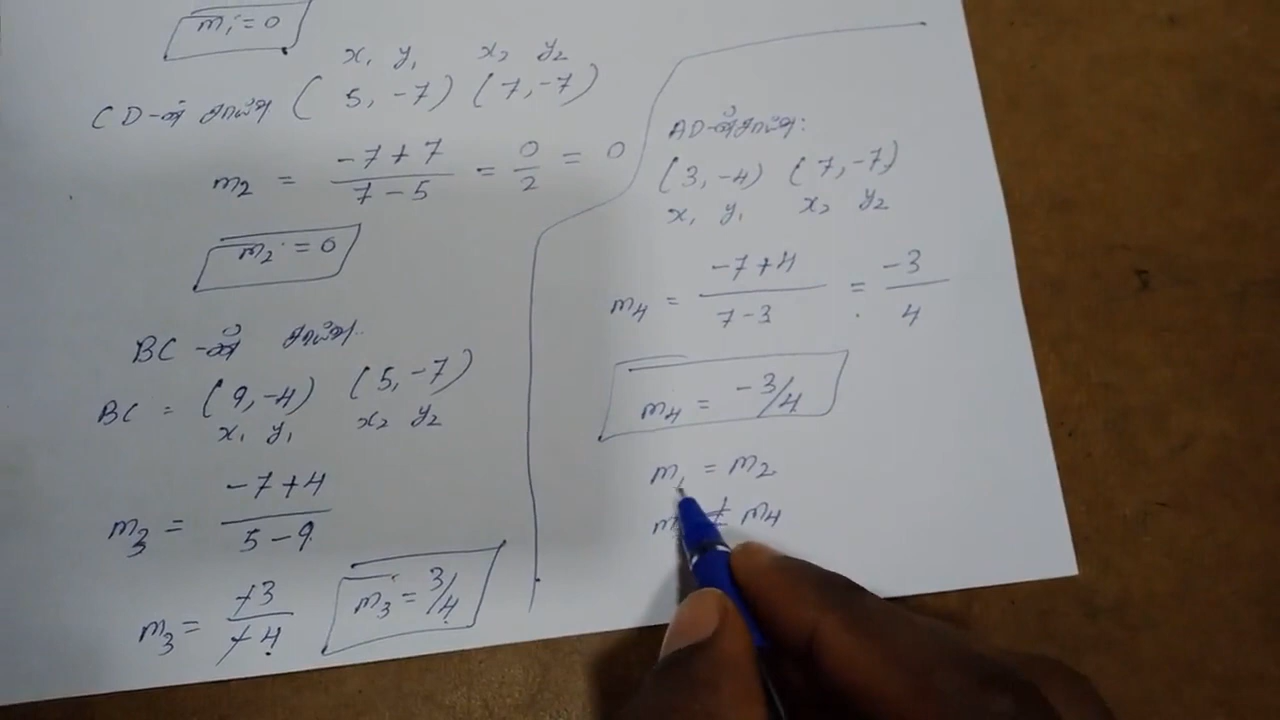 m₁ = 0
x₁ y₁ x₂ y₂
CD-ன் சாய்வு (5, -7) (7, -7)
m₂ = (-7 + 7)/(7 - 5) = 0/2 = 0
m₂ = 0
BC-ன் சாய்வு
BC = (9, -4) (5, -7)
x₁ y₁ x₂ y₂
m₃ = (-7 + 4)/(5 - 9)
m₃ = -3/-4
m₃ = 3/4
AD-ன் சாய்வு:
(3, -4) (7, -7)
x₁ y₁ x₂ y₂
m₄ = (-7 + 4)/(7 - 3) = -3/4
m₄ = -3/4
m₁ = m₂
≠ m₄